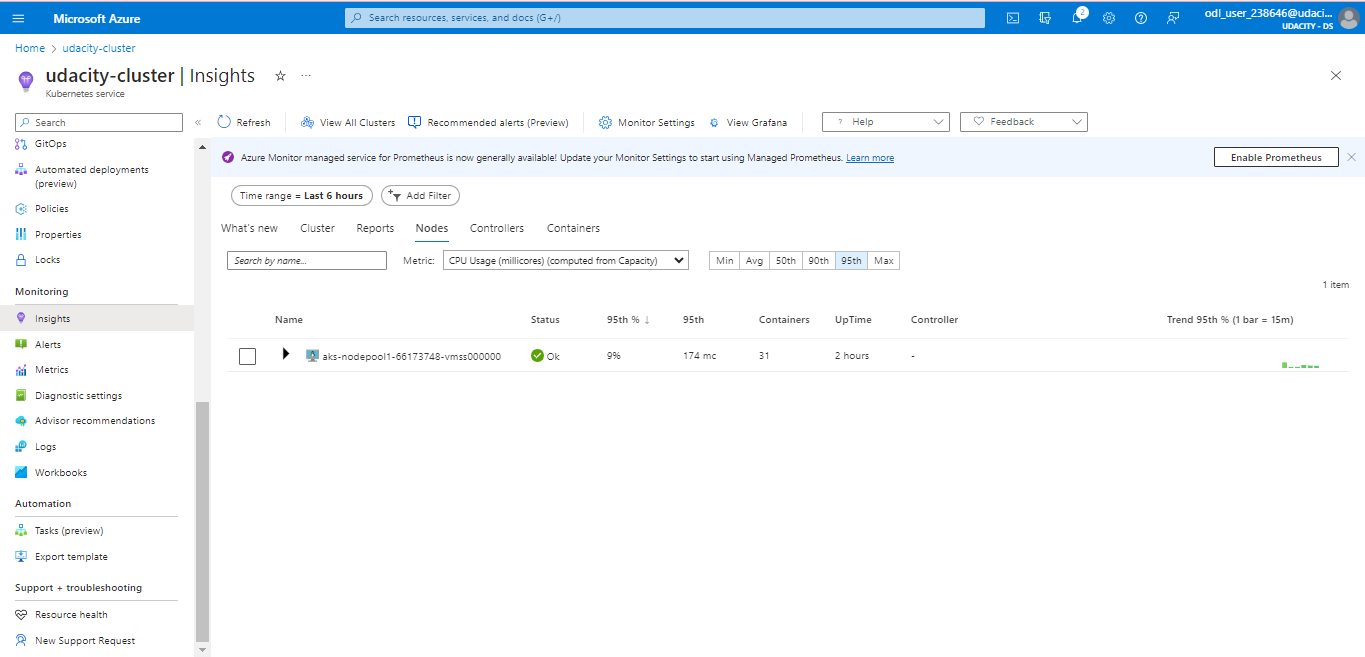 Microsoft Azure
Search resources, services, and docs (G+/)
2
odl_user_238646@udaci...
UDACITY - DS
Home > udacity-cluster
udacity-cluster | Insights
Kubernetes service
Search
«
Refresh
View All Clusters
Recommended alerts (Preview)
Monitor Settings
View Grafana
? Help
Feedback
GitOps
Automated deployments
(preview)
Policies
Properties
Locks
Monitoring
Insights
Alerts
Metrics
Diagnostic settings
Advisor recommendations
Logs
Workbooks
Automation
Tasks (preview)
Export template
Support + troubleshooting
Resource health
New Support Request
Azure Monitor managed service for Prometheus is now generally available! Update your Monitor Settings to start using Managed Prometheus. Learn more
Enable Prometheus
Time range = Last 6 hours
Add Filter
What's new Cluster Reports Nodes Controllers Containers
Search by name...
Metric: CPU Usage (millicores) (computed from Capacity)
Min Avg 50th 90th 95th Max
1 item
Name Status 95th % ↓ 95th Containers UpTime Controller Trend 95th % (1 bar = 15m)
aks-nodepool1-66173748-vmss000000 Ok 9% 174 mc 31 2 hours -